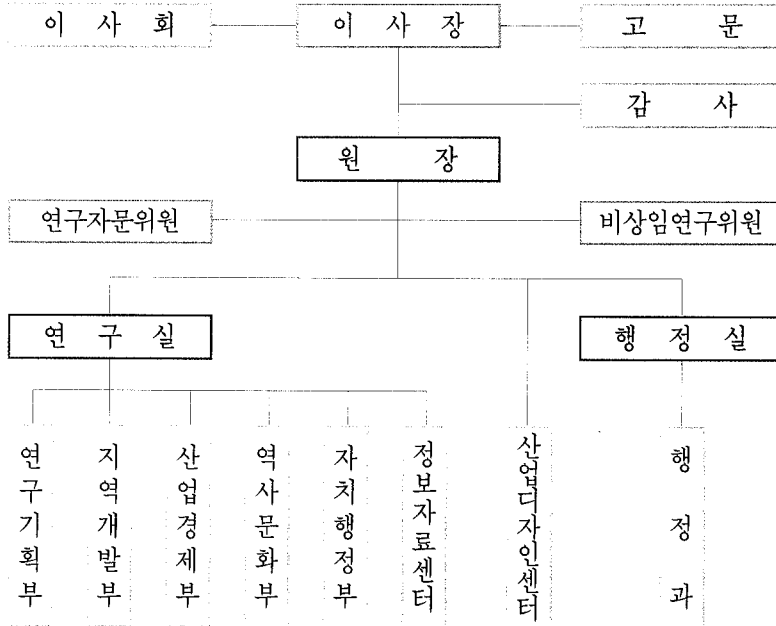 이 사 회
이 사 장
고 문
감 사
원 장
연구자문위원
비상임연구위원
연 구 실
행 정 실
연구기획부
지역개발부
산업경제부
역사문화부
자치행정부
정보자료센터
산업디자인센터
행정과